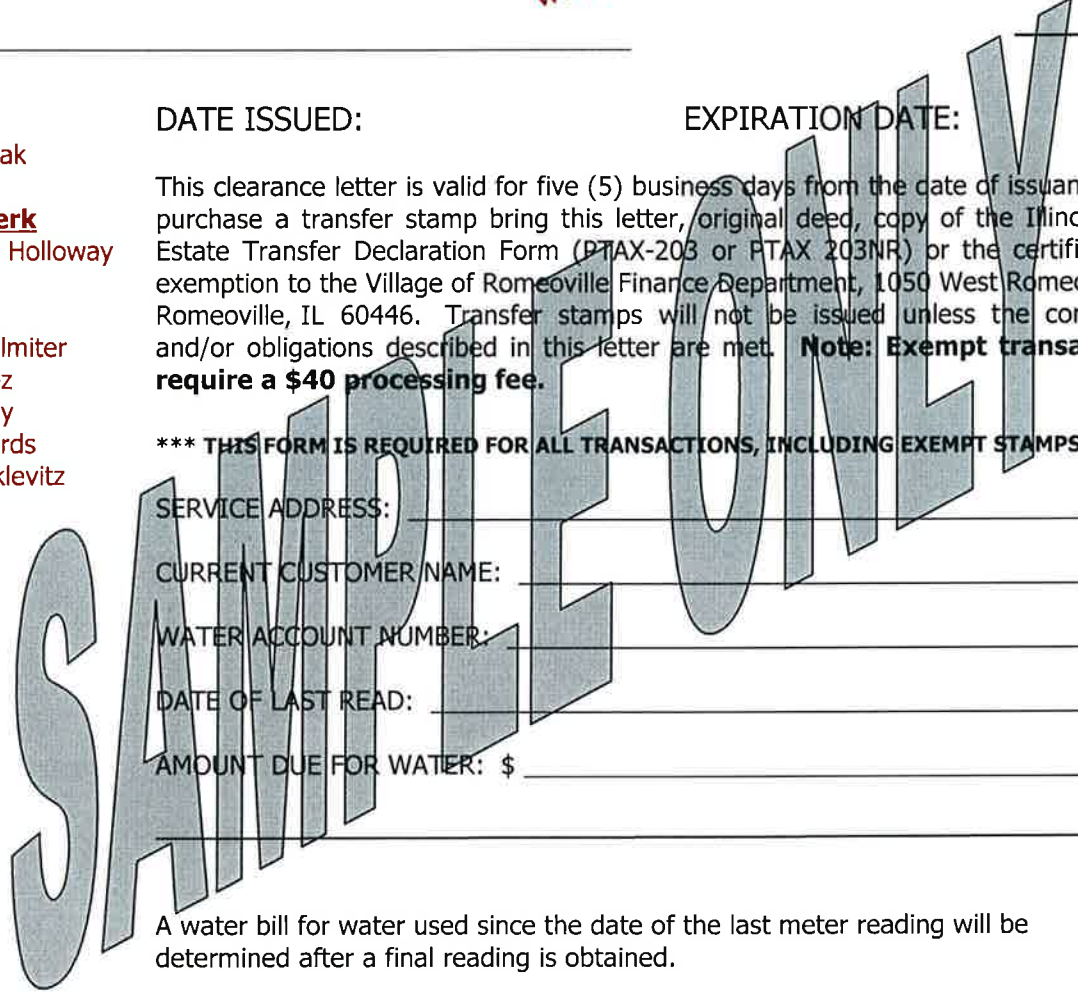 DATE ISSUED: EXPIRATION DATE:
ak
This clearance letter is valid for five (5) business days from the date of issuan
erk
purchase a transfer stamp bring this letter, original deed, copy of the Illino
Holloway
Estate Transfer Declaration Form (PTAX-203 or PTAX 203NR) or the certifi
exemption to the Village of Romeoville Finance Department, 1050 West Romeo
Romeoville, IL 60446. Transfer stamps will not be issued unless the con
lmiter
and/or obligations described in this letter are met. Note: Exempt transa
z
require a $40 processing fee.
y
rds
*** THIS FORM IS REQUIRED FOR ALL TRANSACTIONS, INCLUDING EXEMPT STAMPS
klevitz
SERVICE ADDRESS:
CURRENT CUSTOMER NAME:
WATER ACCOUNT NUMBER:
DATE OF LAST READ:
AMOUNT DUE FOR WATER: $
A water bill for water used since the date of the last meter reading will be
determined after a final reading is obtained.
SAMPLE ONLY